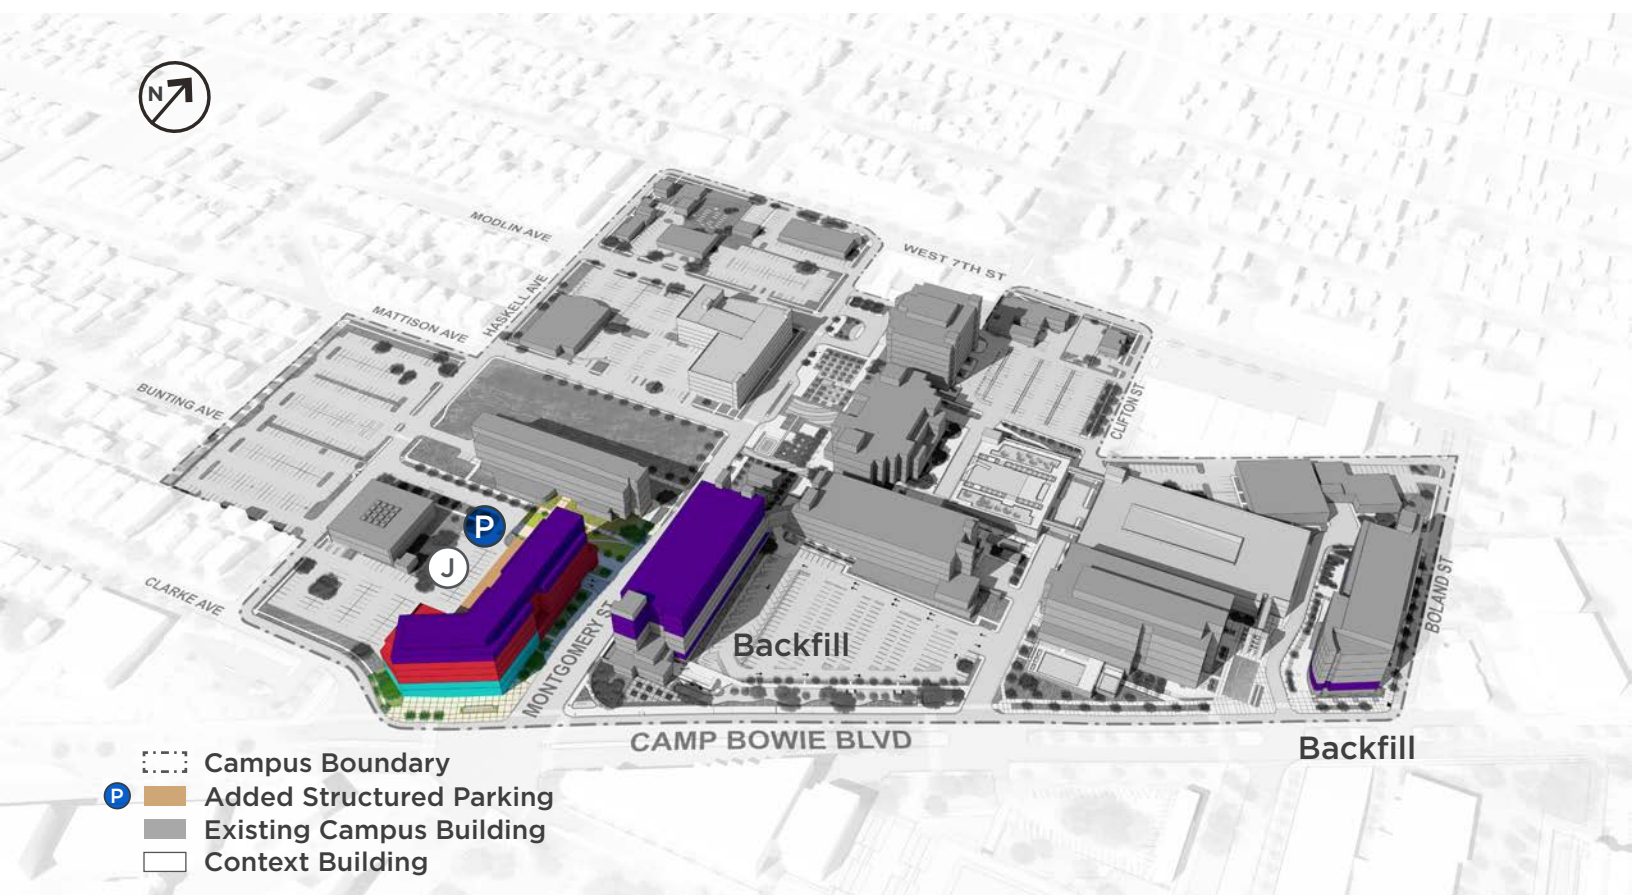 N
MODLIN AVE
WEST 7TH ST
HASKELL AVE
MATTISON AVE
BUNTING AVE
CLIFTON ST
P
J
CLARKE AVE
BOLAND ST
MONTGOMERY ST
Backfill
CAMP BOWIE BLVD
Backfill
Campus Boundary
P Added Structured Parking
Existing Campus Building
Context Building